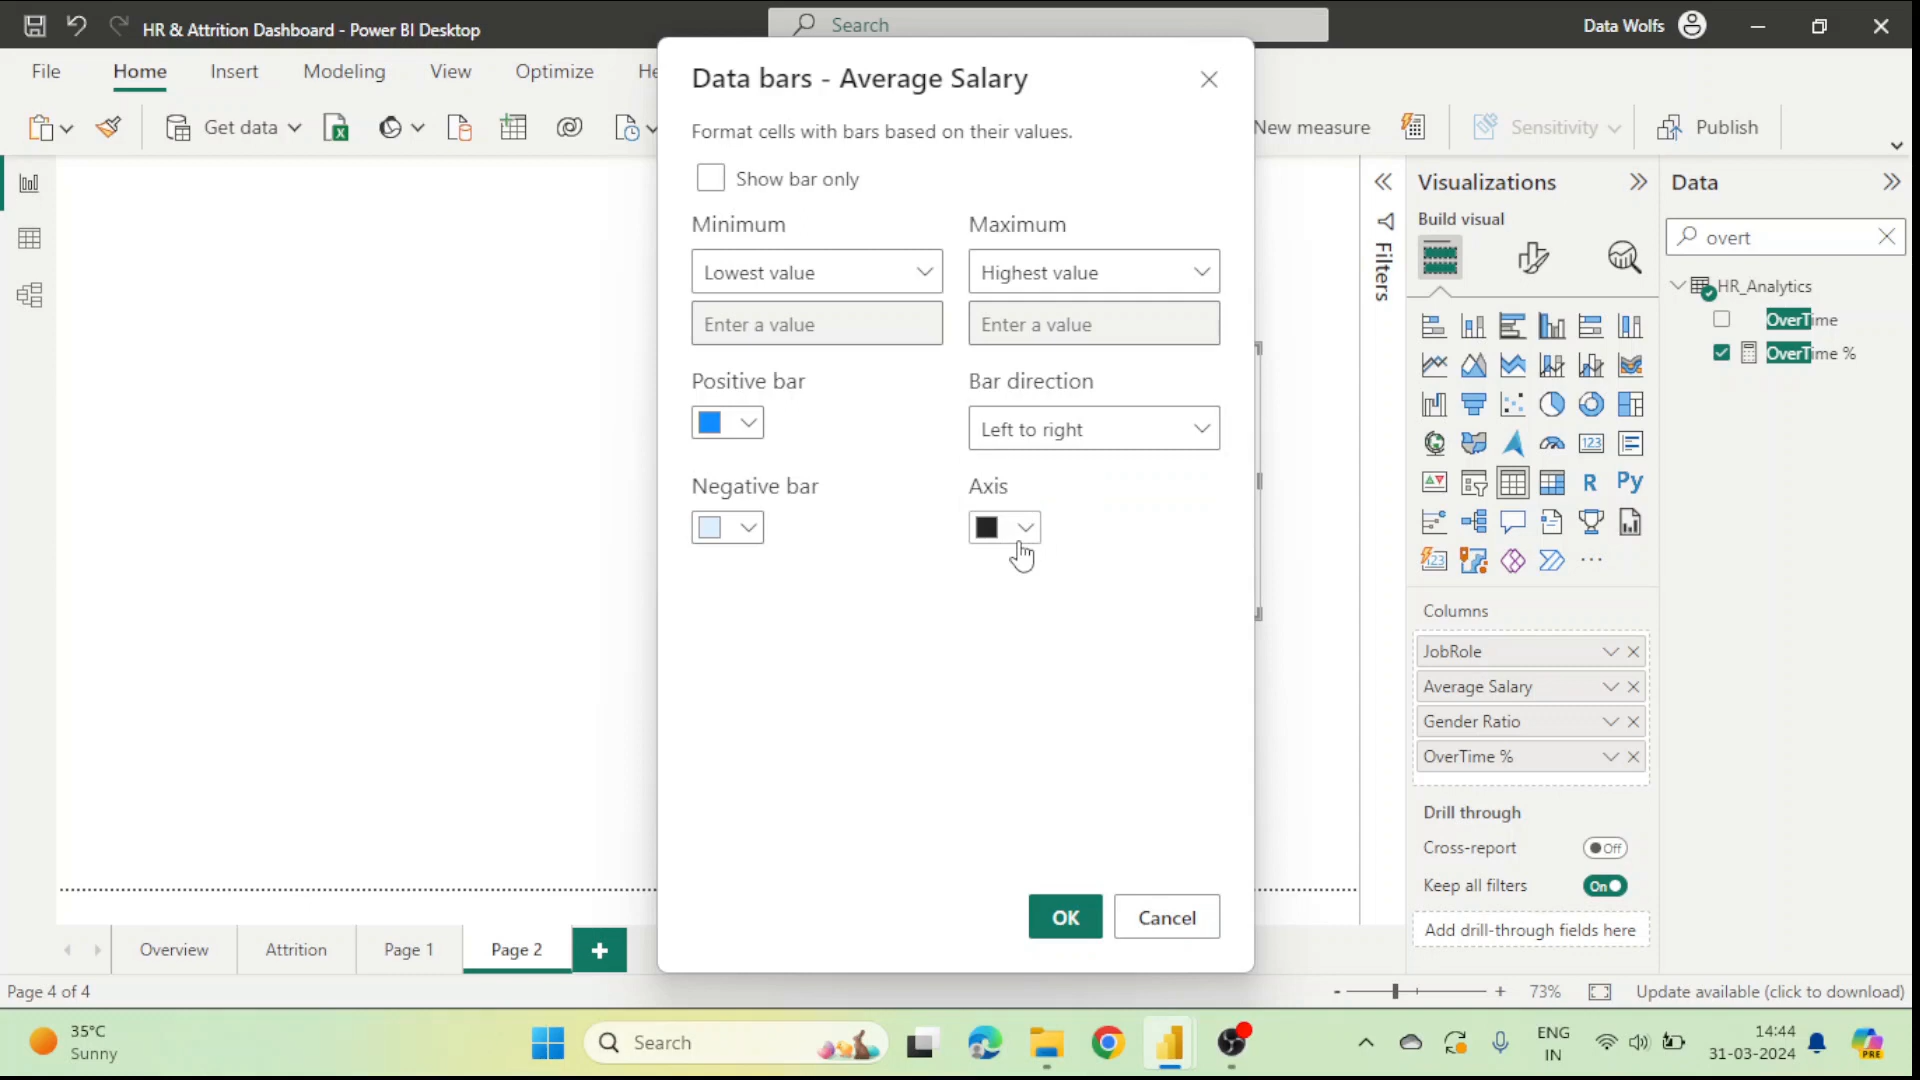 HR & Attrition Dashboard - Power BI Desktop
Search
Data Wolfs
File
Home
Insert
Modeling
View
Optimize
He
Get data
New measure
Sensitivity
Publish
Data bars - Average Salary
Format cells with bars based on their values.
Show bar only
Minimum
Maximum
Lowest value
Highest value
Enter a value
Enter a value
Positive bar
Bar direction
Left to right
Negative bar
Axis
OK
Cancel
Filters
Visualizations
Build visual
123
R
Py
123
Columns
JobRole
Average Salary
Gender Ratio
OverTime %
Drill through
Cross-report
Off
Keep all filters
On
Add drill-through fields here
Data
overt
HR_Analytics
OverTime
OverTime %
Overview
Attrition
Page 1
Page 2
+
Page 4 of 4
- + 73%
Update available (click to download)
35°C
Sunny
Search
ENG
IN
14:44
31-03-2024
PRE